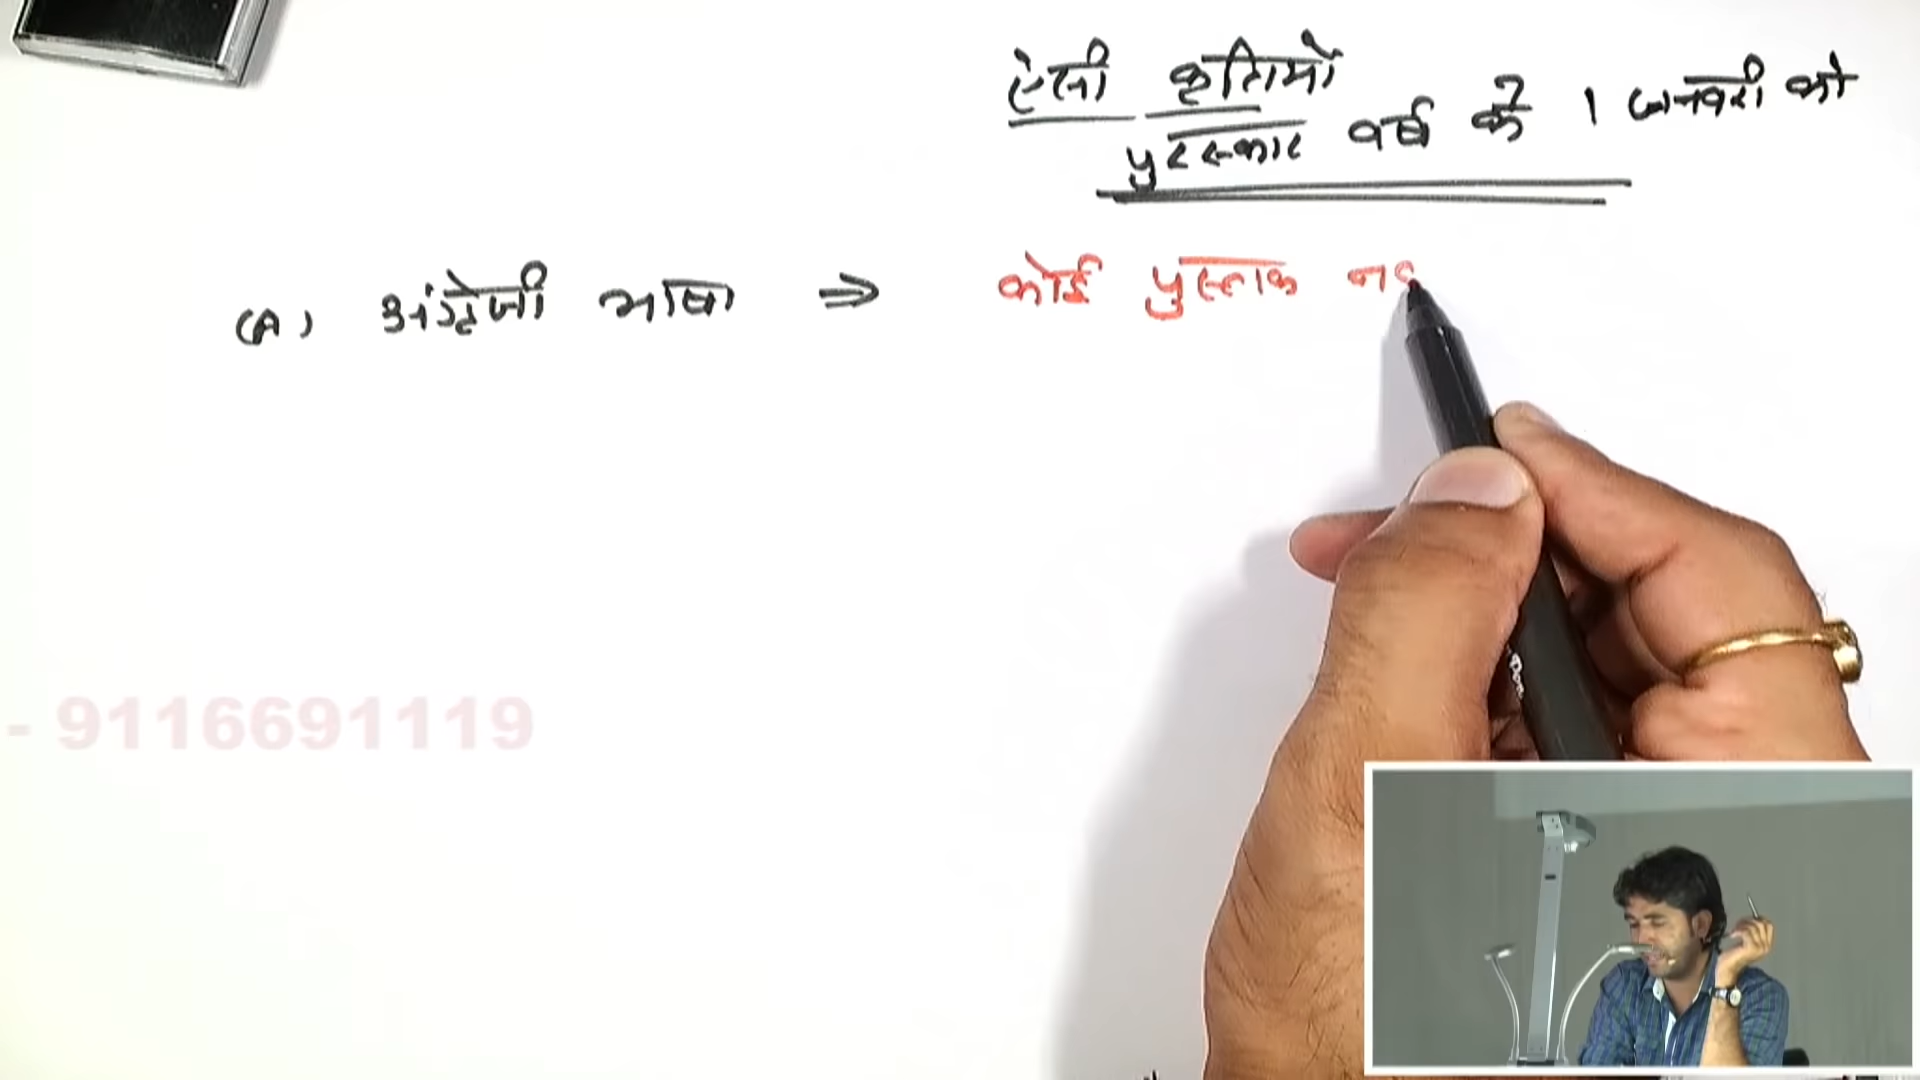 ऐसी कृतियों
पुरस्कार वर्ष के 1 जनवरी को
(A) अंग्रेजी भाषा ⇒ कोई पुस्तक
- 9116691119